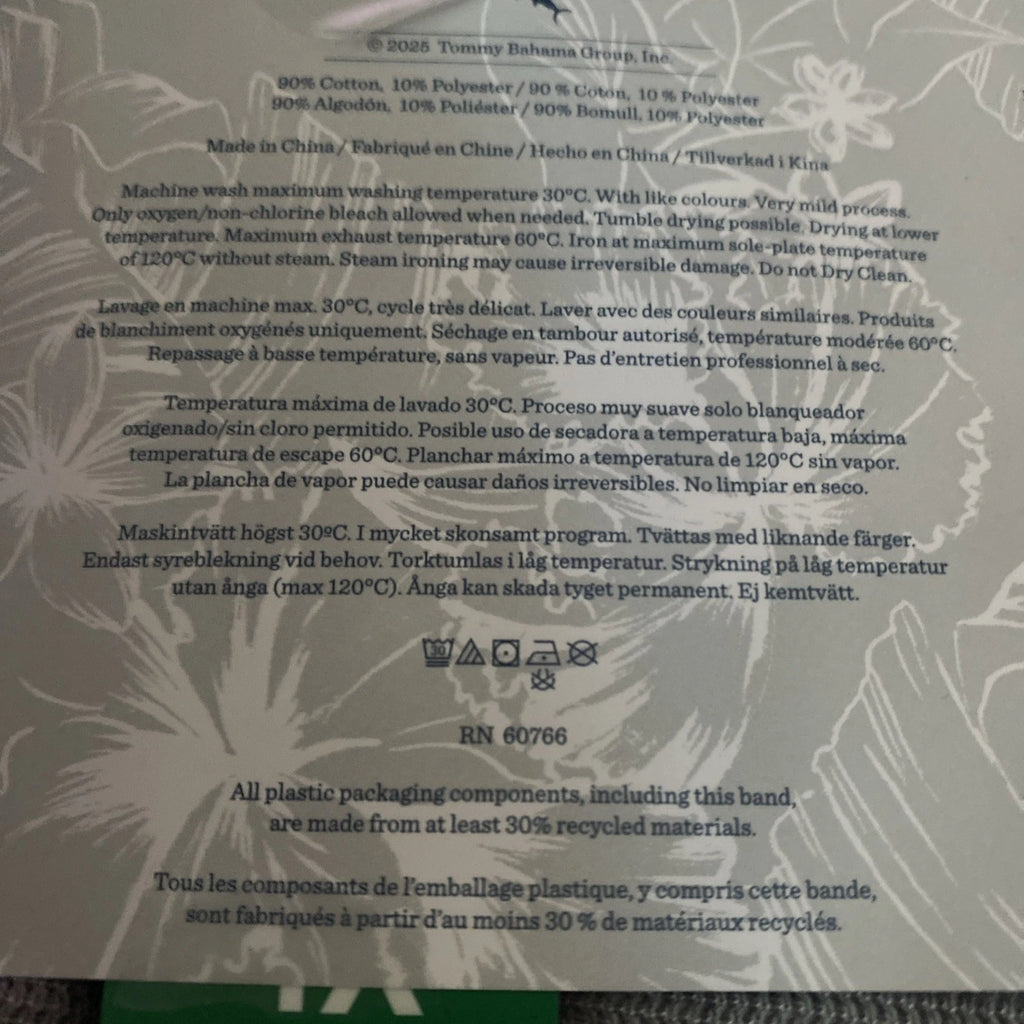 © 2025 Tommy Bahama Group, Inc.
90% Cotton, 10% Polyester / 90 % Coton, 10 % Polyester
90% Algodón, 10% Poliéster / 90% Bomull, 10% Polyester
Made in China / Fabriqué en Chine / Hecho en China / Tillverkad i Kina
Machine wash maximum washing temperature 30°C. With like colours. Very mild process.
Only oxygen/non-chlorine bleach allowed when needed. Tumble drying possible. Drying at lower
temperature. Maximum exhaust temperature 60°C. Iron at maximum sole-plate temperature
of 120°C without steam. Steam ironing may cause irreversible damage. Do not Dry Clean.
Lavage en machine max. 30°C, cycle très délicat. Laver avec des couleurs similaires. Produits
de blanchiment oxygénés uniquement. Séchage en tambour autorisé, température modérée 60°C.
Repassage à basse température, sans vapeur. Pas d'entretien professionnel à sec.
Temperatura máxima de lavado 30°C. Proceso muy suave solo blanqueador
oxigenado/sin cloro permitido. Posible uso de secadora a temperatura baja, máxima
temperatura de escape 60°C. Planchar máximo a temperatura de 120°C sin vapor.
La plancha de vapor puede causar daños irreversibles. No limpiar en seco.
Maskintvätt högst 30ºC. I mycket skonsamt program. Tvättas med liknande färger.
Endast syreblekning vid behov. Torktumlas i låg temperatur. Strykning på låg temperatur
utan ånga (max 120°C). Ånga kan skada tyget permanent. Ej kemtvätt.
30
RN 60766
All plastic packaging components, including this band,
are made from at least 30% recycled materials.
Tous les composants de l'emballage plastique, y compris cette bande,
sont fabriqués à partir d'au moins 30 % de matériaux recyclés.